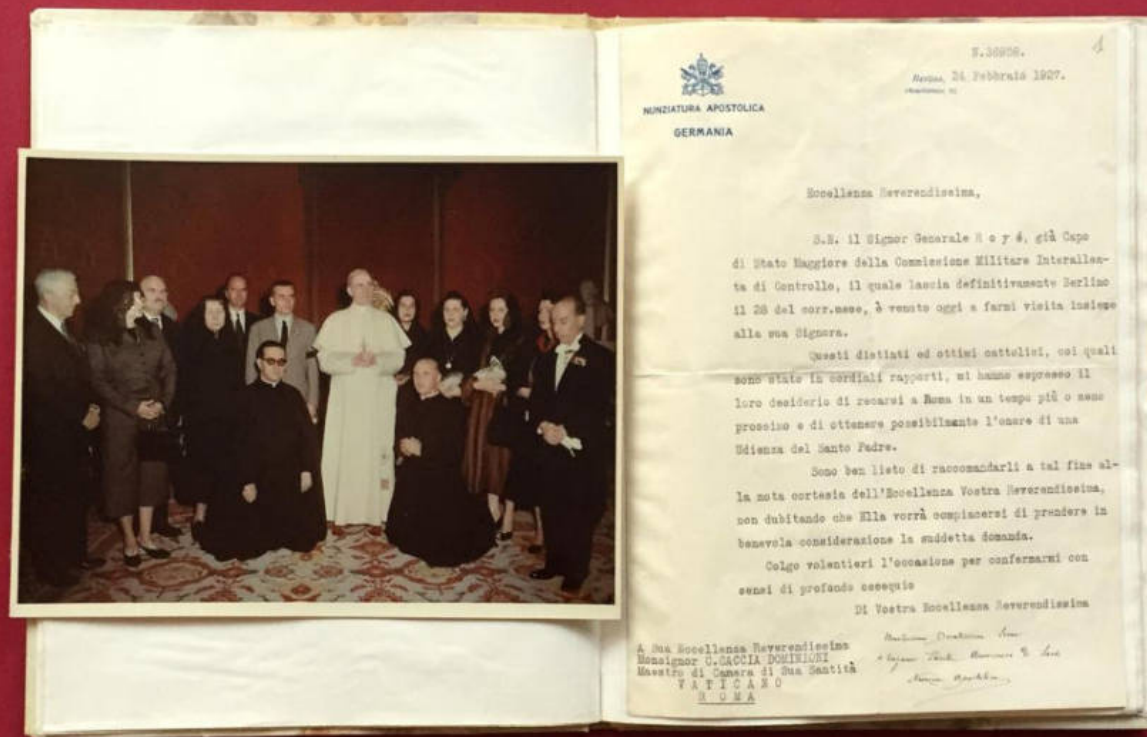 N.36908.
1
Berlino, 24 Febbraio 1927.
NUNZIATURA APOSTOLICA
GERMANIA
Eccellenza Reverendissima,
S.E. il Signor Generale già Capo
di Stato Maggiore della Commissione Militare Interallea-
ta di Controllo, il quale lascia definitivamente Berlino
il 28 del corr.mese, è venuto oggi a farmi visita insieme
alla sua Signora.
Questi distinti ed ottimi cattolici, coi quali
sono stato in cordiali rapporti, mi hanno espresso il
loro desiderio di recarsi a Roma in un tempo più o meno
prossimo e di ottenere possibilmente l'onore di una
Udienza del Santo Padre.
Sono ben lieto di raccomandarli a tal fine al-
la nota cortesia dell'Eccellenza Vostra Reverendissima,
non dubitando che Ella vorrà compiacersi di prendere in
benevola considerazione la suddetta domanda.
Colgo volentieri l'occasione per confermarmi con
sensi di profondo ossequio
Di Vostra Eccellenza Reverendissima
A Sua Eccellenza Reverendissima
Monsignor C.CACCIA DOMINIONI
Maestro di Camera di Sua Santità
VATICANO
ROMA